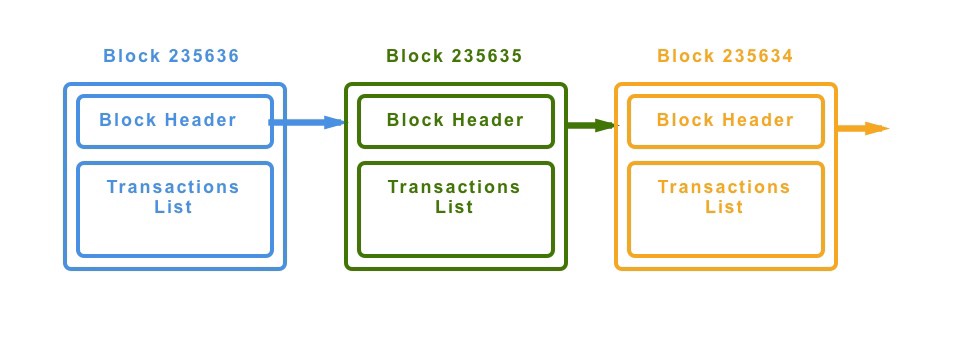 Block 235636
Block Header
Transactions
List
Block 235635
Block Header
Transactions
List
Block 235634
Block Header
Transactions
List